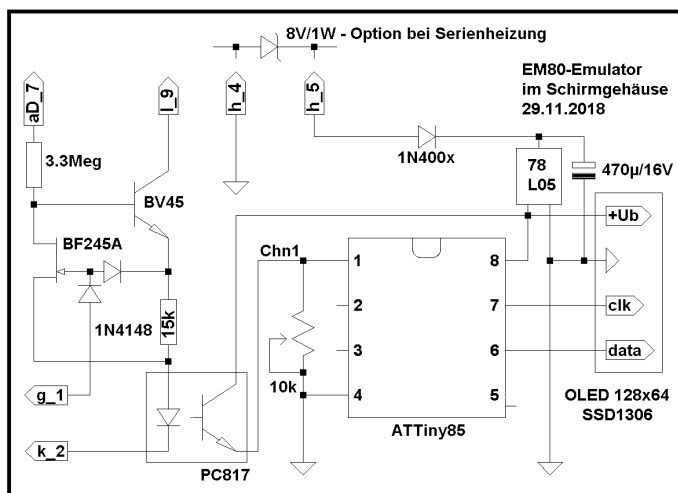 8V/1W - Option bei Serienheizung
EM80-Emulator
im Schirmgehäuse
29.11.2018
aD_7
l_9
h_4
h_5
1N400x
78
L05
470µ/16V
3.3Meg
BV45
BF245A
1N4148
15k
g_1
k_2
PC817
Chn1
10k
1
2
3
4
8
7
6
5
ATTiny85
+Ub
clk
data
OLED 128x64
SSD1306